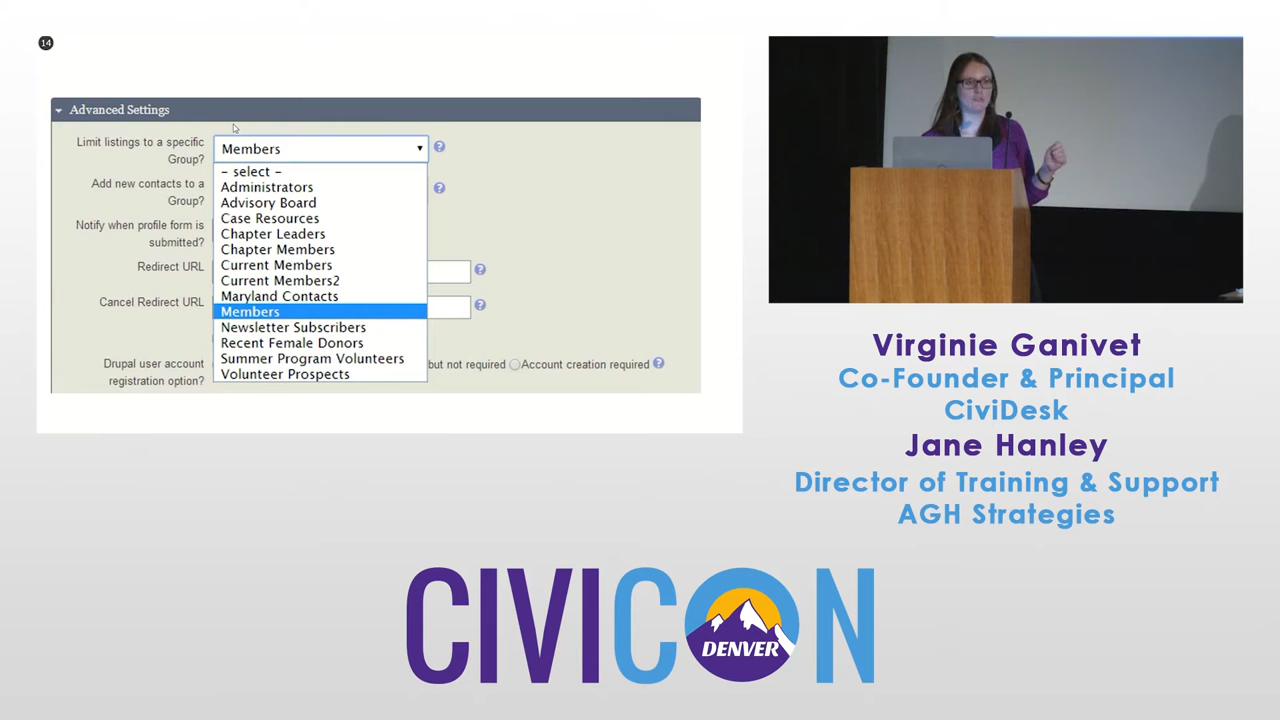 14
Advanced Settings
Limit listings to a specific
Group?
Members
- select -
Administrators
Add new contacts to a
Group?
Advisory Board
Case Resources
Notify when profile form is
submitted?
Chapter Leaders
Chapter Members
Redirect URL
Current Members
Current Members2
Cancel Redirect URL
Maryland Contacts
Members
Newsletter Subscribers
Recent Female Donors
Drupal user account
registration option?
Summer Program Volunteers
but not required Account creation required
Volunteer Prospects
Virginie Ganivet
Co-Founder & Principal
CiviDesk
Jane Hanley
Director of Training & Support
AGH Strategies
CIVICON
DENVER